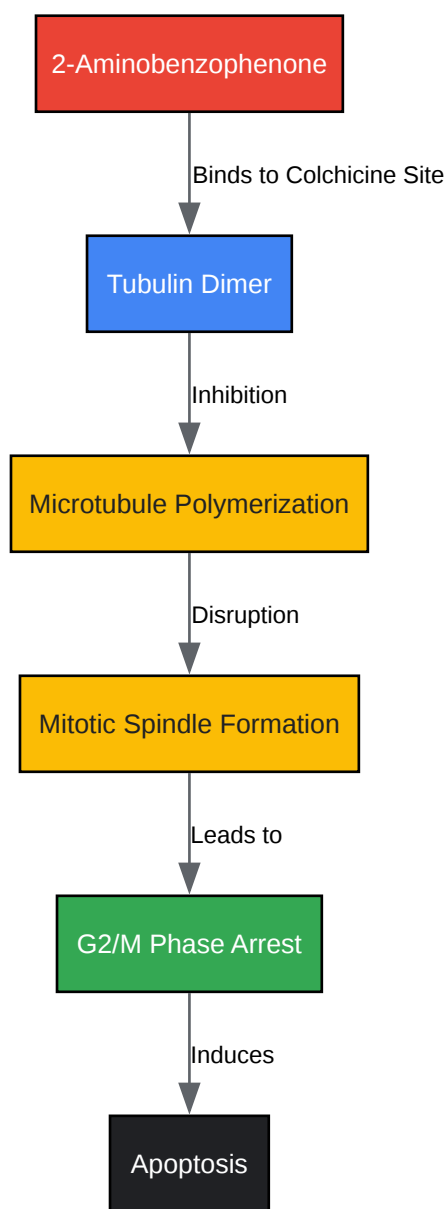 2-Aminobenzophenone
Binds to Colchicine Site
Tubulin Dimer
Inhibition
Microtubule Polymerization
Disruption
Mitotic Spindle Formation
Leads to
G2/M Phase Arrest
Induces
Apoptosis